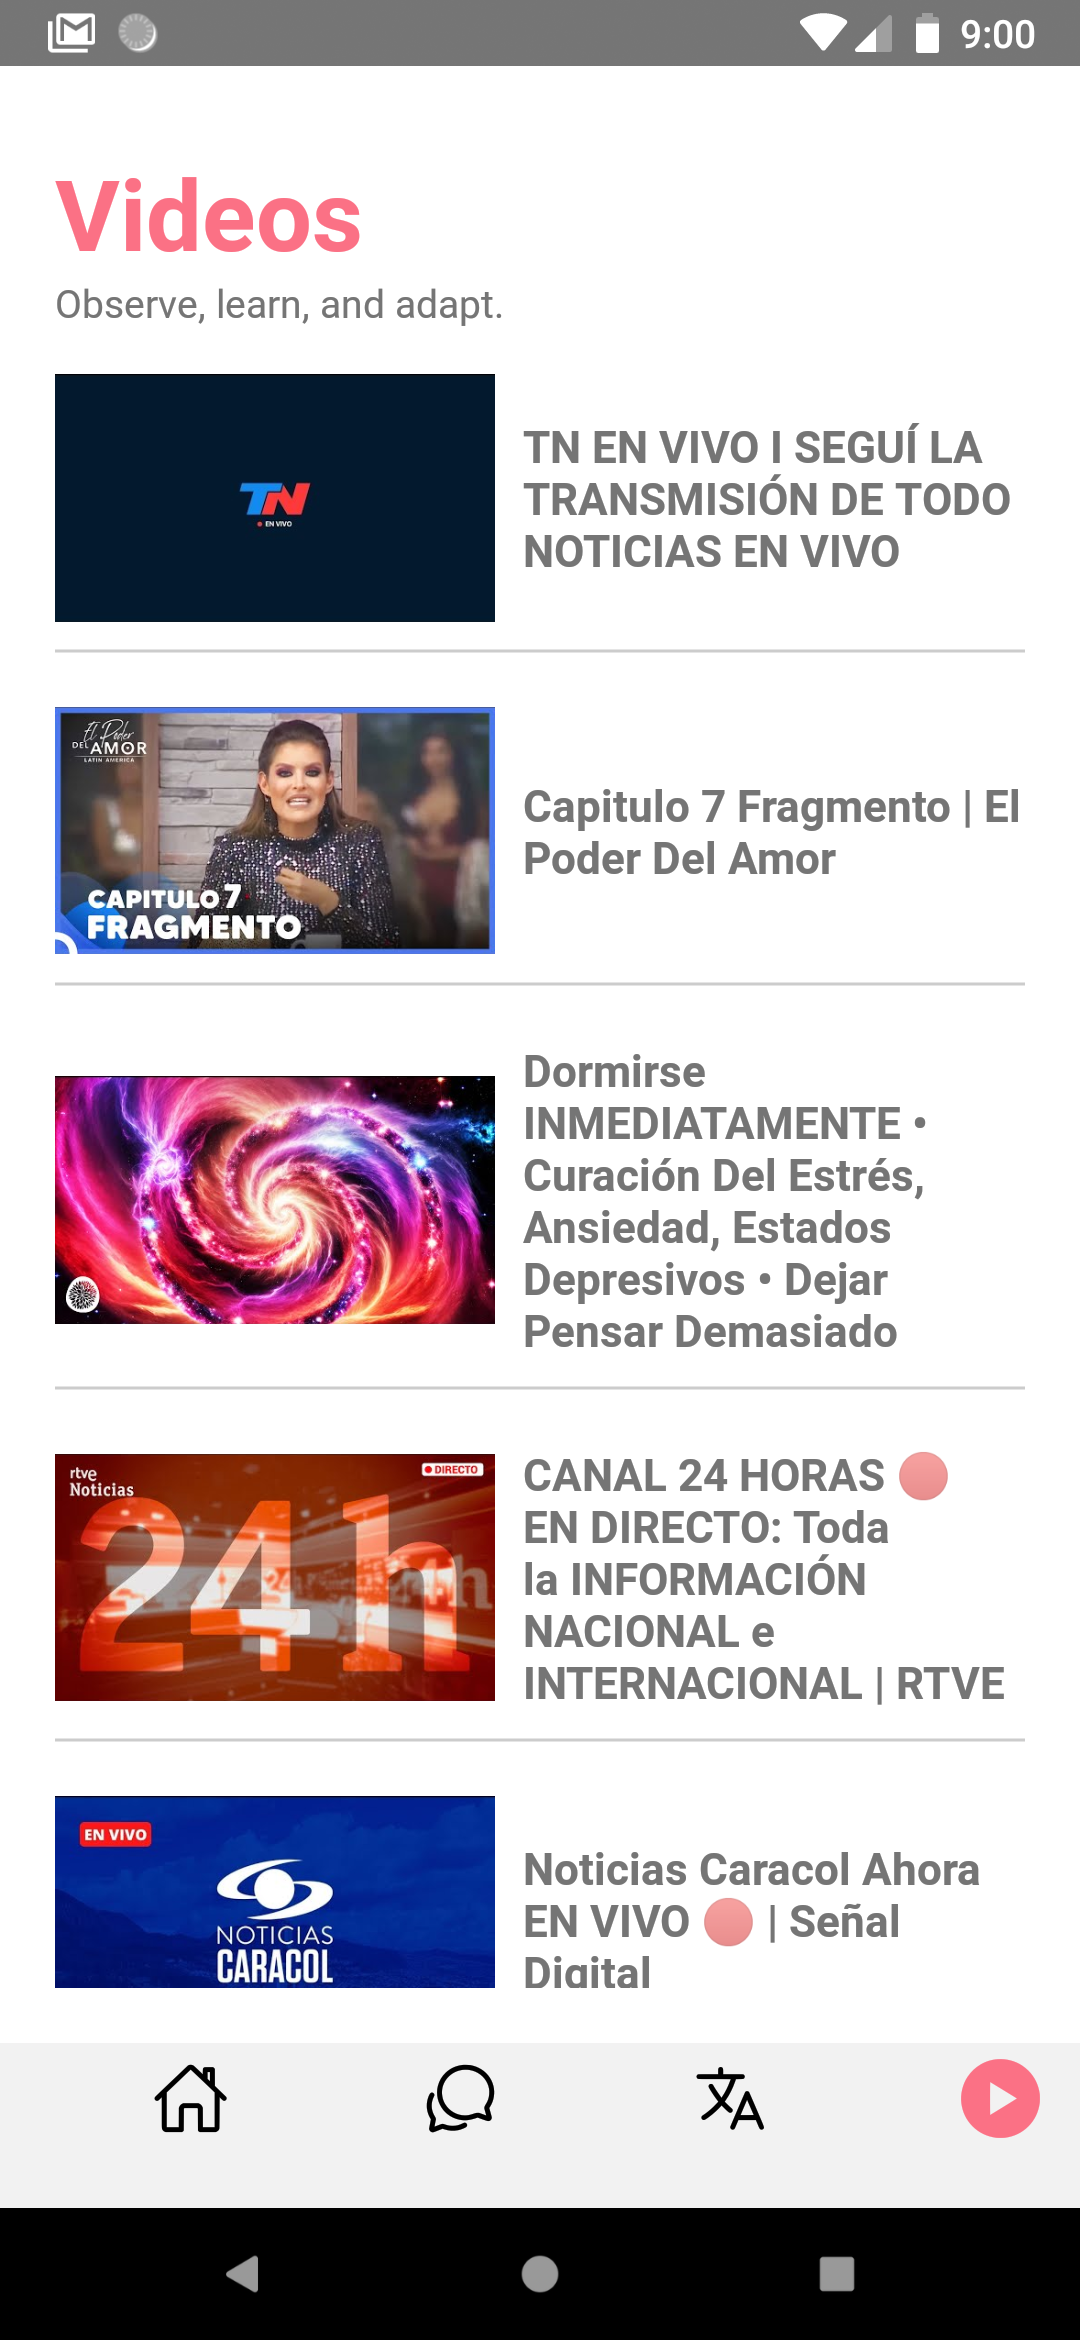 9:00
Videos
Observe, learn, and adapt.
TN
EN VIVO
TN EN VIVO I SEGUÍ LA
TRANSMISIÓN DE TODO
NOTICIAS EN VIVO
El Poder
DEL AMOR
LATIN AMERICA
CAPITULO 7
FRAGMENTO
Capitulo 7 Fragmento | El
Poder Del Amor
Dormirse
INMEDIATAMENTE •
Curación Del Estrés,
Ansiedad, Estados
Depresivos • Dejar
Pensar Demasiado
rtve
Noticias
DIRECTO
24h
CANAL 24 HORAS 🔴
EN DIRECTO: Toda
la INFORMACIÓN
NACIONAL e
INTERNACIONAL | RTVE
EN VIVO
NOTICIAS
CARACOL
Noticias Caracol Ahora
EN VIVO 🔴 | Señal
Digital